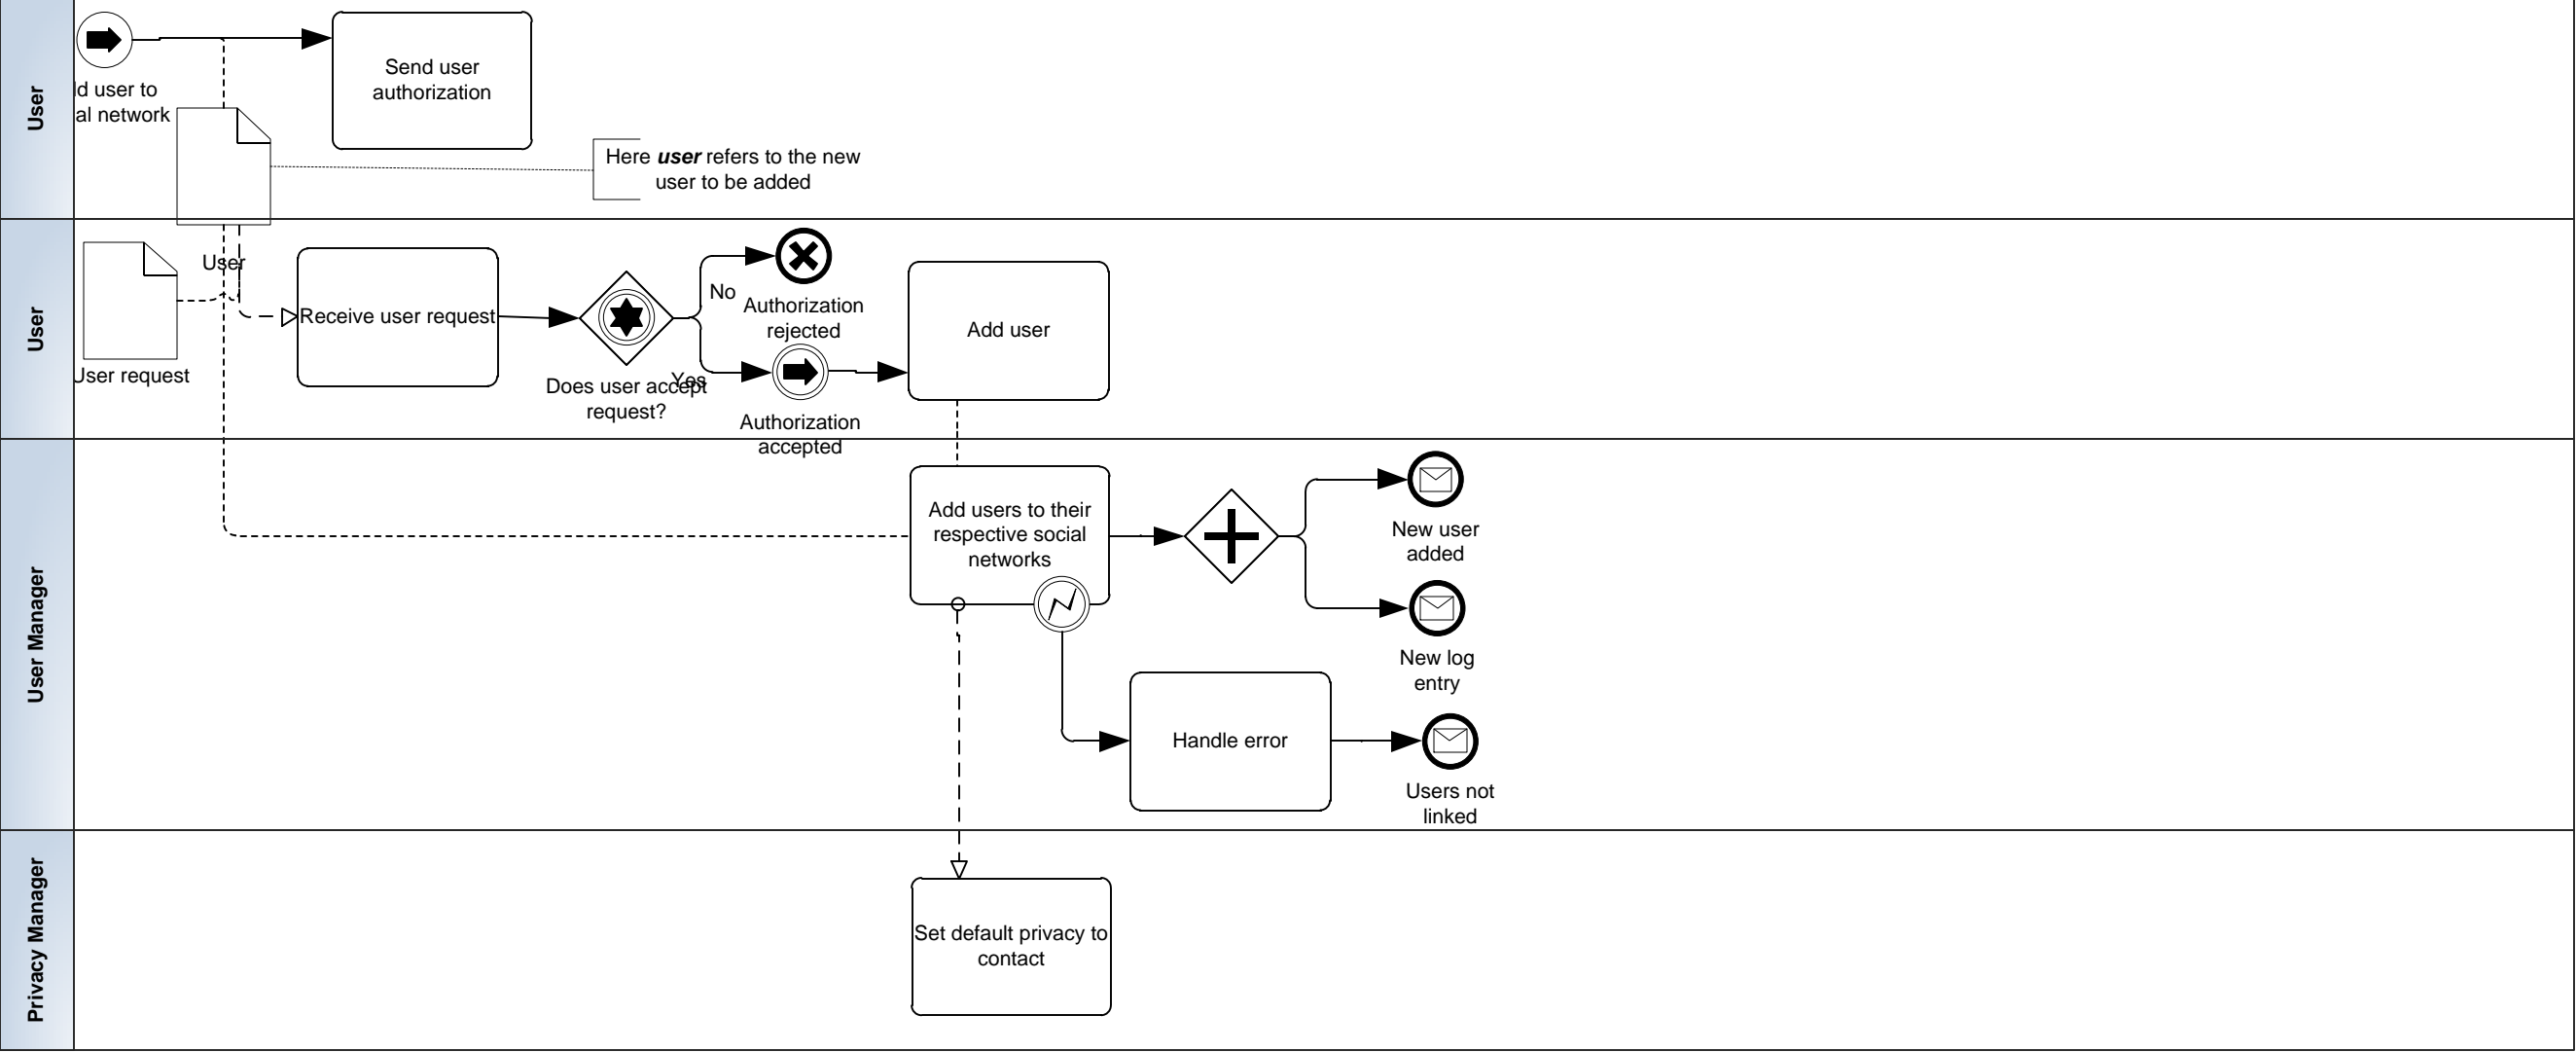 User
ld user to
al network
Send user
authorization
Here user refers to the new
user to be added
User
User
User request
Receive user request
Does user accept
request?
No
Yes
Authorization
rejected
Authorization
accepted
Add user
User Manager
Add users to their
respective social
networks
New user
added
New log
entry
Handle error
Users not
linked
Privacy Manager
Set default privacy to
contact